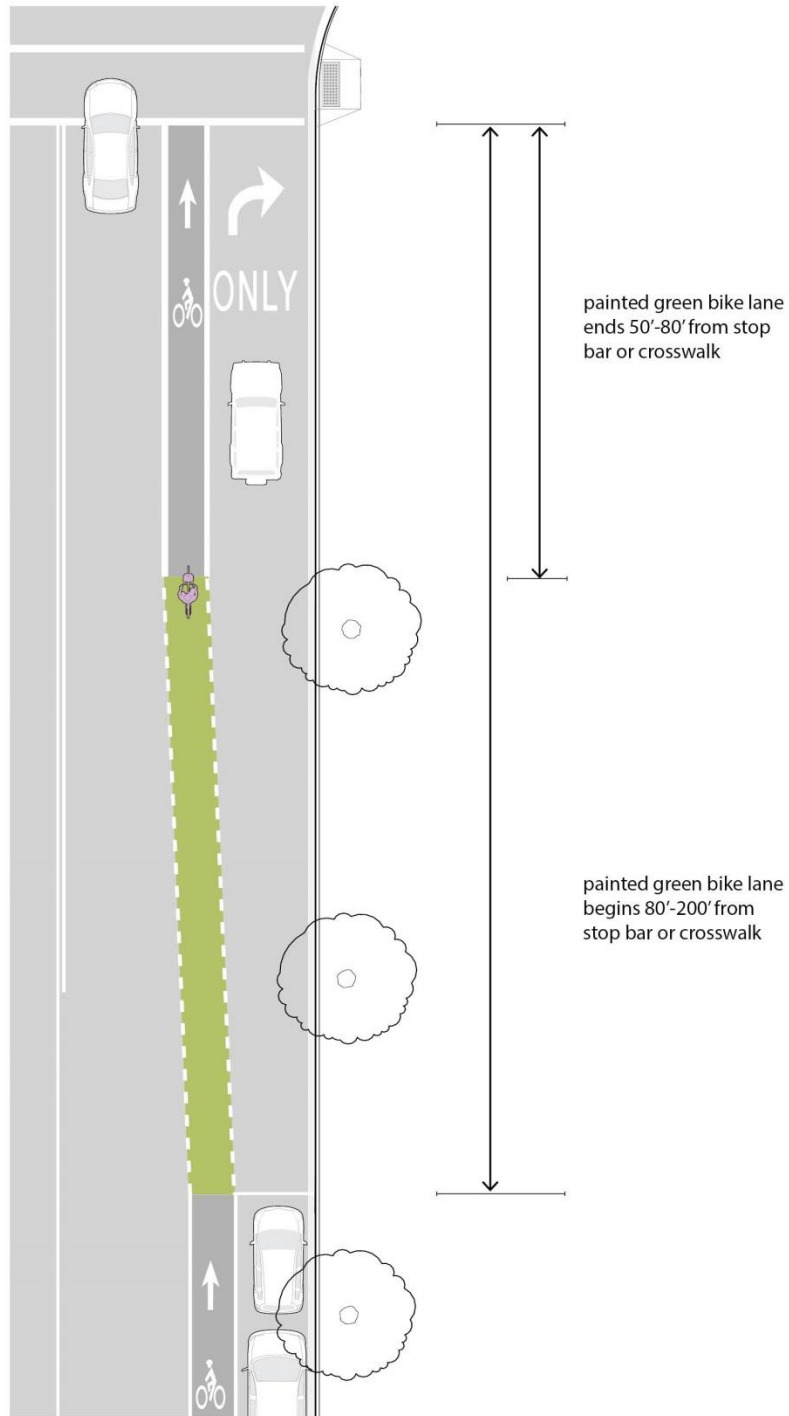 ONLY
painted green bike lane
ends 50'-80' from stop
bar or crosswalk
painted green bike lane
begins 80'-200' from
stop bar or crosswalk